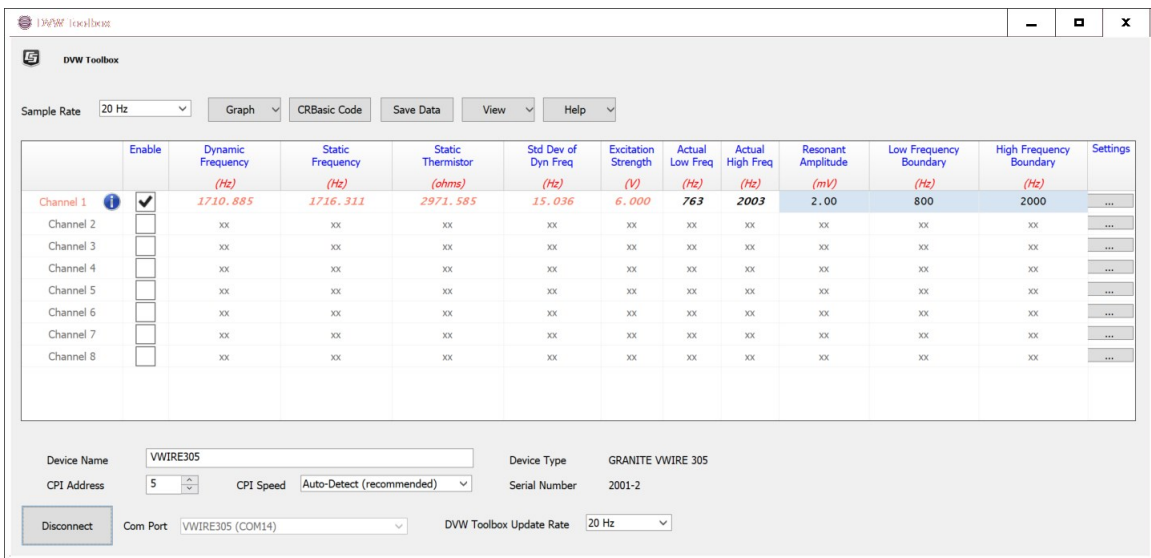 DVW Toolbox
DVW Toolbox
Sample Rate 20 Hz Graph CRBasic Code Save Data View Help
Enable Dynamic Frequency Static Frequency Static Thermistor Std Dev of Dyn Freq Excitation Strength Actual Low Freq Actual High Freq Resonant Amplitude Low Frequency Boundary High Frequency Boundary Settings
(Hz) (Hz) (ohms) (Hz) (V) (Hz) (Hz) (mV) (Hz) (Hz)
Channel 1 1710.885 1716.311 2971.585 15.036 6.000 763 2003 2.00 800 2000 ...
Channel 2 xx xx xx xx xx xx xx xx xx xx ...
Channel 3 xx xx xx xx xx xx xx xx xx xx ...
Channel 4 xx xx xx xx xx xx xx xx xx xx ...
Channel 5 xx xx xx xx xx xx xx xx xx xx ...
Channel 6 xx xx xx xx xx xx xx xx xx xx ...
Channel 7 xx xx xx xx xx xx xx xx xx xx ...
Channel 8 xx xx xx xx xx xx xx xx xx xx ...
Device Name VWIRE305 Device Type GRANITE VWIRE 305
CPI Address 5 CPI Speed Auto-Detect (recommended) Serial Number 2001-2
Disconnect Com Port VWIRE305 (COM14) DVW Toolbox Update Rate 20 Hz